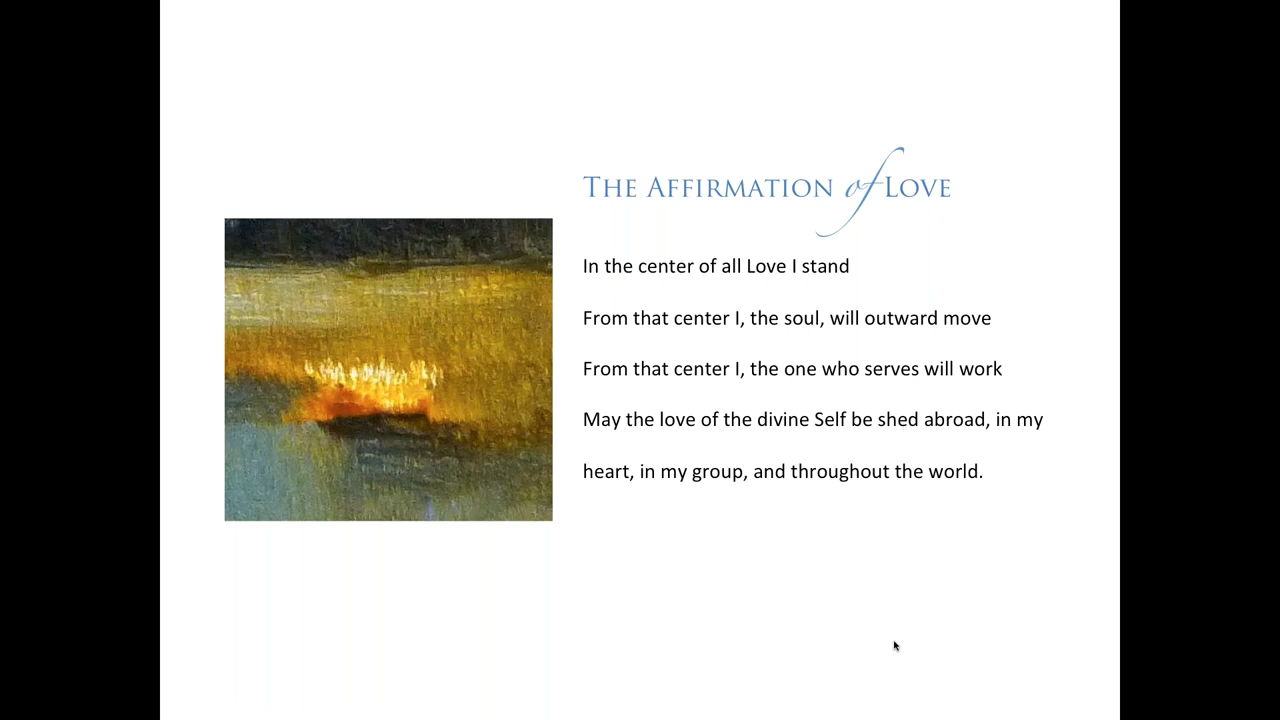 The Affirmation of Love
In the center of all Love I stand
From that center I, the soul, will outward move
From that center I, the one who serves will work
May the love of the divine Self be shed abroad, in my
heart, in my group, and throughout the world.